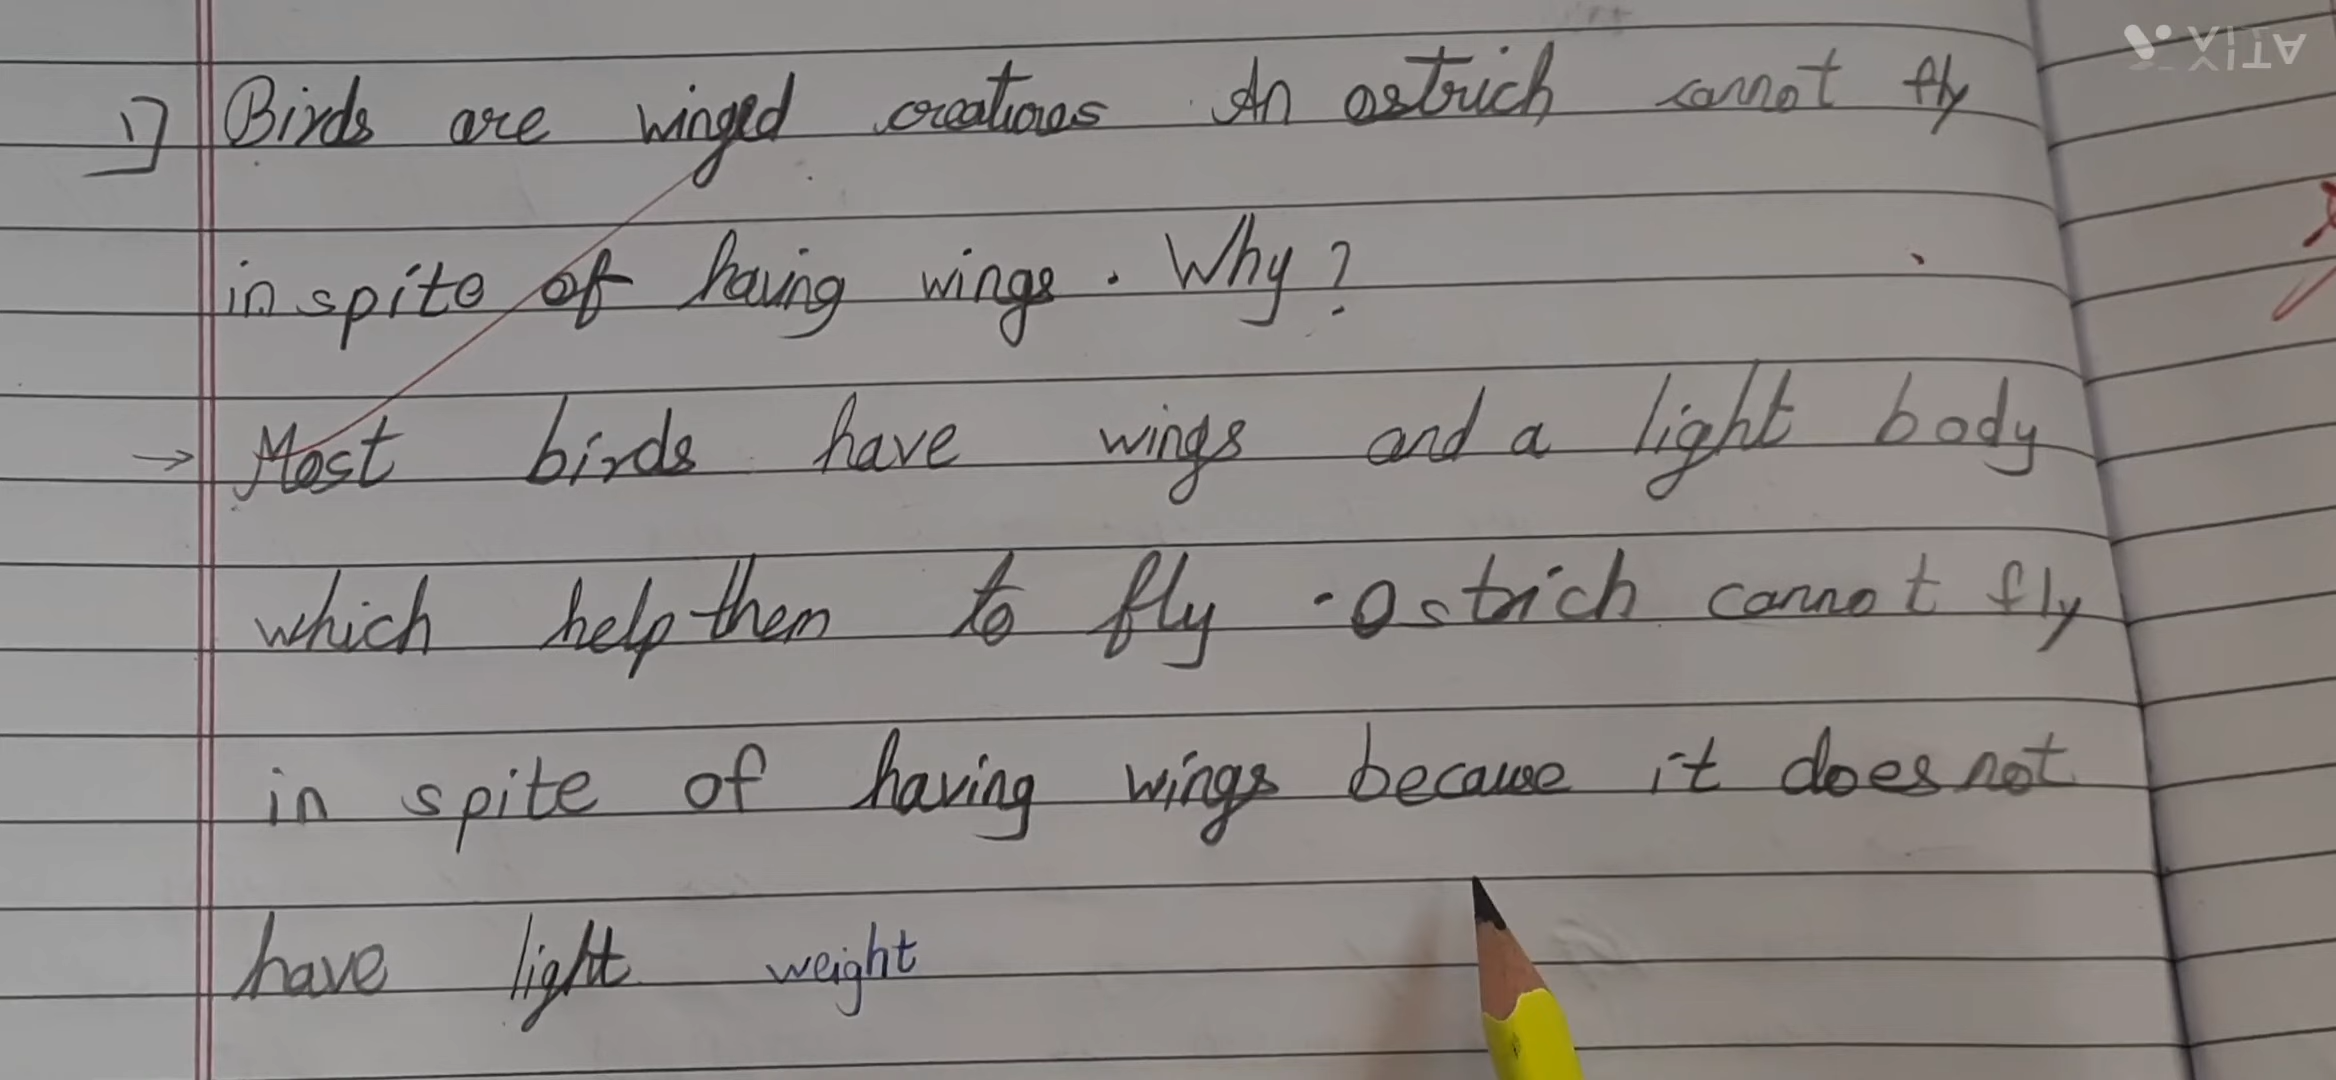 1] Birds are winged creatures An ostrich cannot fly
in spite of having wings. Why?
→ Most birds have wings and a light body
which help them to fly. Ostrich cannot fly
in spite of having wings because it does not
have light weight